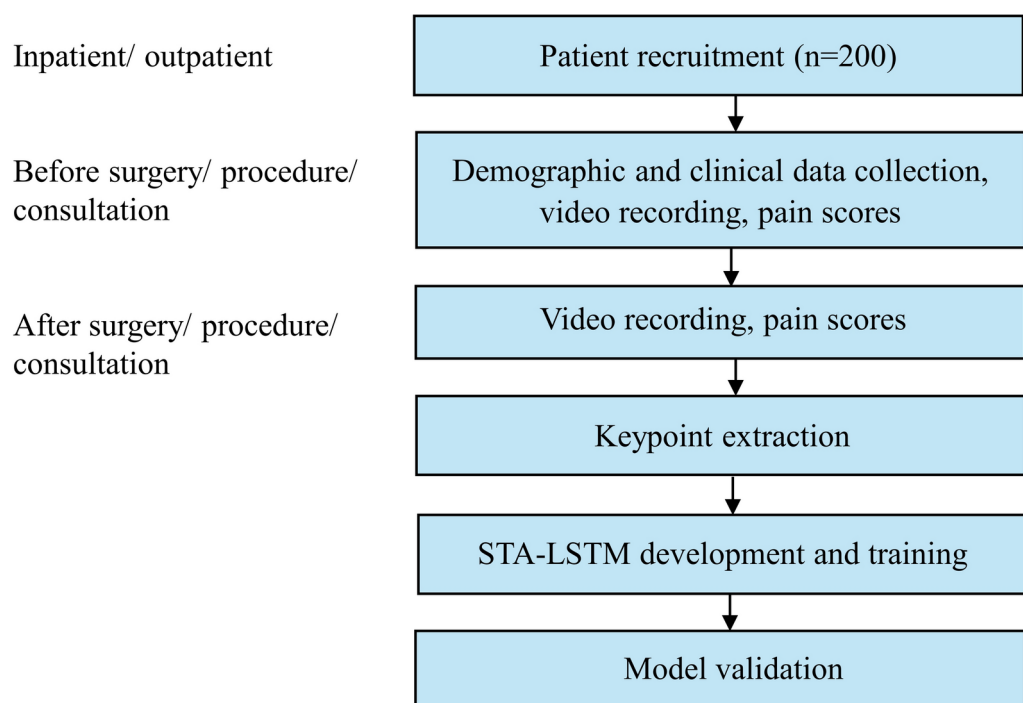 Inpatient/ outpatient
Patient recruitment (n=200)
Before surgery/ procedure/
consultation
Demographic and clinical data collection,
video recording, pain scores
After surgery/ procedure/
consultation
Video recording, pain scores
Keypoint extraction
STA-LSTM development and training
Model validation